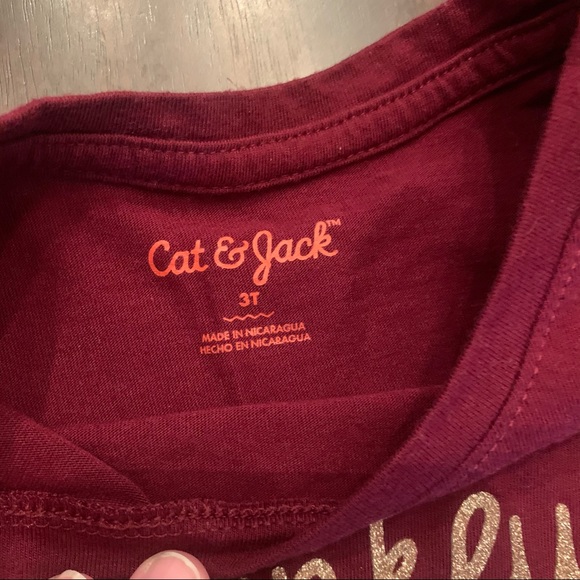 Cat & Jack™
3T
MADE IN NICARAGUA
HECHO EN NICARAGUA